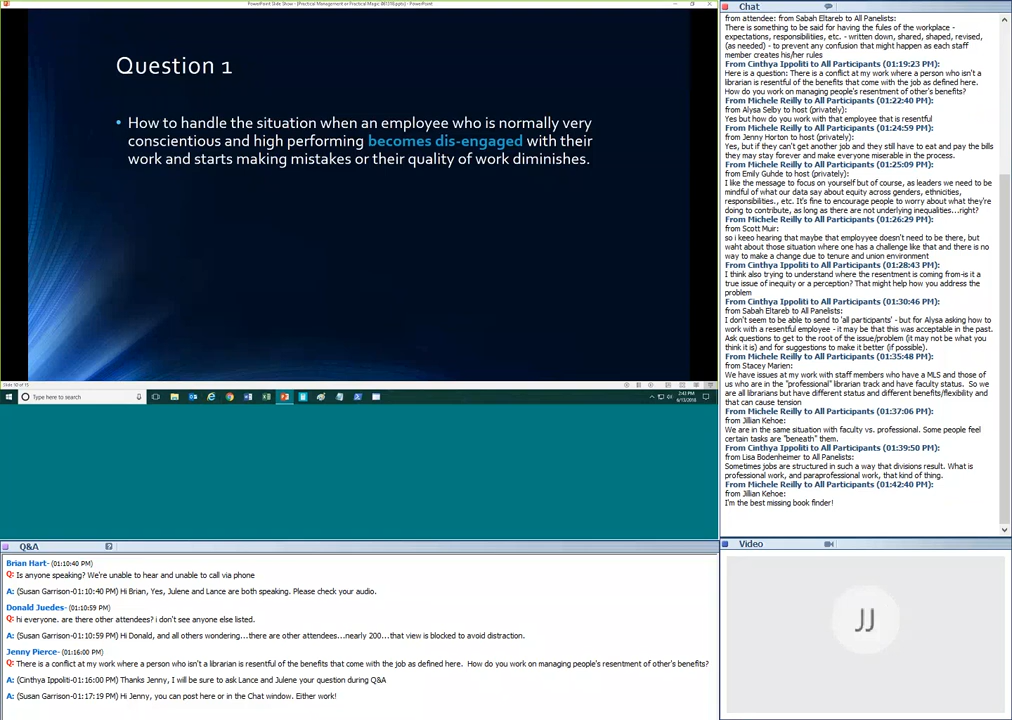 PowerPoint Slide Show - [Practical Management or Practical Magic 061318.pptx] - PowerPoint
Question 1
• How to handle the situation when an employee who is normally very
conscientious and high performing becomes dis-engaged with their
work and starts making mistakes or their quality of work diminishes.
Slide 10 of 15
Type here to search
2:43 PM
6/13/2018
Chat
from attendee: from Sabah Eltareb to All Panelists:
There is something to be said for having the fules of the workplace -
expectations, responsibilitiies, etc. - written down, shared, shaped, revised,
(as needed) - to prevent any confusion that might happen as each staff
member creates his/her rules
From Cinthya Ippoliti to All Participants (01:19:23 PM):
Here is a question: There is a conflict at my work where a person who isn't a
librarian is resentful of the benefits that come with the job as defined here.
How do you work on managing people's resentment of other's benefits?
From Michele Reilly to All Participants (01:22:40 PM):
from Alysa Selby to host (privately):
Yes but how do you work with that employee that is resentful
From Michele Reilly to All Participants (01:24:59 PM):
from Jenny Horton to host (privately):
Yes, but if they can't get another job and they still have to eat and pay the bills
they may stay forever and make everyone miserable in the process.
From Michele Reilly to All Participants (01:25:09 PM):
from Emily Guhde to host (privately):
I like the message to focus on yourself but of course, as leaders we need to be
mindful of what our data say about equity across genders, ethnicities,
responsibilities., etc. It's fine to encourage people to worry about what they're
doing to contribute, as long as there are not underlying inequalities...right?
From Michele Reilly to All Participants (01:26:29 PM):
from Scott Muir:
so i keeo hearing that maybe that employyee doesn't need to be there, but
waht about those situation where one has a challenge like that and there is no
way to make a change due to tenure and union environment
From Cinthya Ippoliti to All Participants (01:28:43 PM):
I think also trying to understand where the resentment is coming from-is it a
true issue of inequity or a perception? That might help how you address the
problem
From Cinthya Ippoliti to All Participants (01:30:46 PM):
from Sabah Eltareb to All Panelists:
I don't seem to be able to send to 'all participants' - but for Alysa asking how to
work with a resentful employee - it may be that this was acceptable in the past.
Ask questions to get to the root of the issue/problem (it may not be what you
think it is) and for suggestions to make it better (if possible).
From Michele Reilly to All Participants (01:35:48 PM):
from Stacey Marien:
We have issues at my work with staff members who have a MLS and those of
us who are in the "professional" librarian track and have faculty status. So we
are all librarians but have different status and different benefits/flexibility and
that can cause tension
From Michele Reilly to All Participants (01:37:06 PM):
from Jillian Kehoe:
We are in the same situation with faculty vs. professional. Some people feel
certain tasks are "beneath" them.
From Cinthya Ippoliti to All Participants (01:39:50 PM):
from Lisa Bodenheimer to All Panelists:
Sometimes jobs are structured in such a way that divisions result. What is
professional work, and paraprofessional work, that kind of thing.
From Michele Reilly to All Participants (01:42:40 PM):
from Jillian Kehoe:
I'm the best missing book finder!
Q&A
Brian Hart- (01:10:40 PM)
Q: Is anyone speaking? We're unable to hear and unable to call via phone
A: (Susan Garrison-01:10:40 PM) Hi Brian, Yes, Julene and Lance are both speaking. Please check your audio.
Donald Juedes- (01:10:59 PM)
Q: hi everyone. are there other attendees? i don't see anyone else listed.
A: (Susan Garrison-01:10:59 PM) Hi Donald, and all others wondering...there are other attendees...nearly 200...that view is blocked to avoid distraction.
Jenny Pierce- (01:16:00 PM)
Q: There is a conflict at my work where a person who isn't a librarian is resentful of the benefits that come with the job as defined here. How do you work on managing people's resentment of other's benefits?
A: (Cinthya Ippoliti-01:16:00 PM) Thanks Jenny, I will be sure to ask Lance and Julene your question during Q&A
A: (Susan Garrison-01:17:19 PM) Hi Jenny, you can post here or in the Chat window. Either work!
Video
JJ